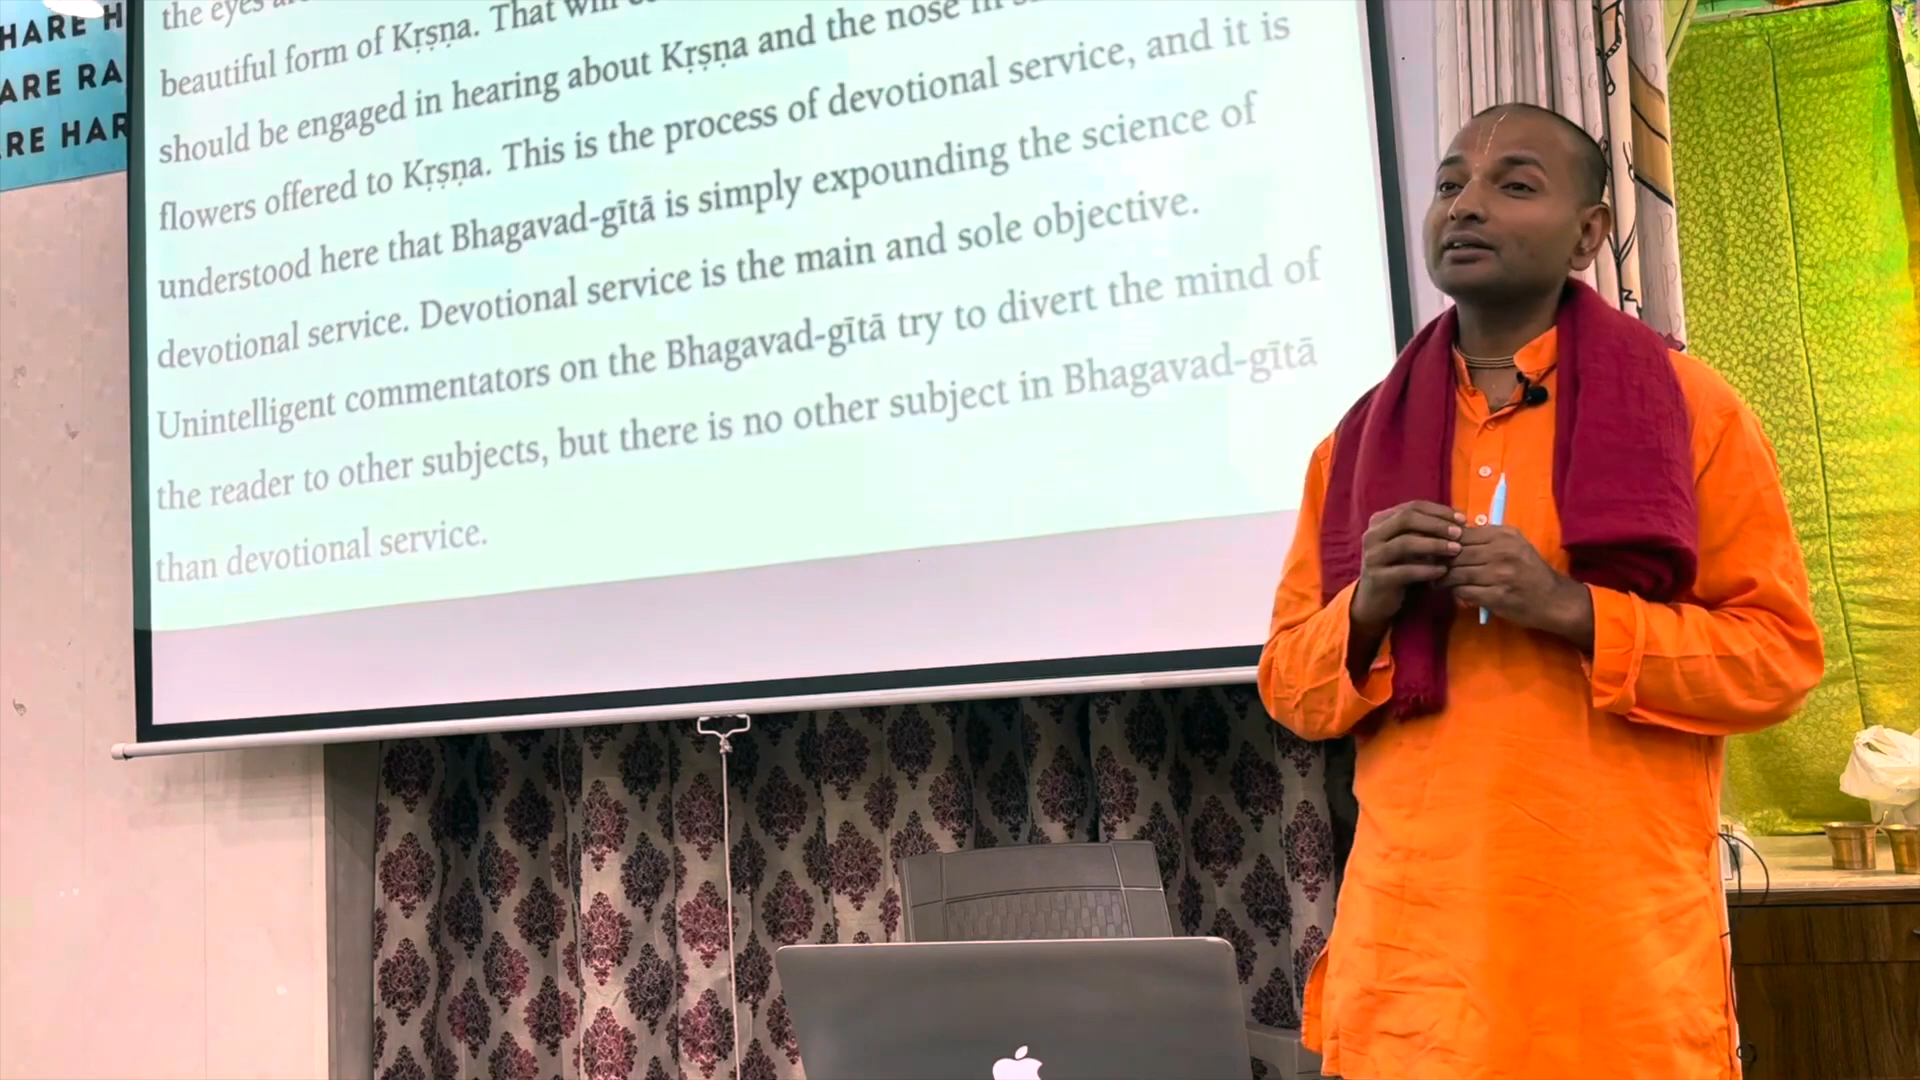 HARE H
ARE RA
RE HAR
the eyes
beautiful form of Kṛṣṇa. That will
should be engaged in hearing about Kṛṣṇa and the nose in
flowers offered to Kṛṣṇa. This is the process of devotional service, and it is
understood here that Bhagavad-gītā is simply expounding the science of
devotional service. Devotional service is the main and sole objective.
Unintelligent commentators on the Bhagavad-gītā try to divert the mind of
the reader to other subjects, but there is no other subject in Bhagavad-gītā
than devotional service.